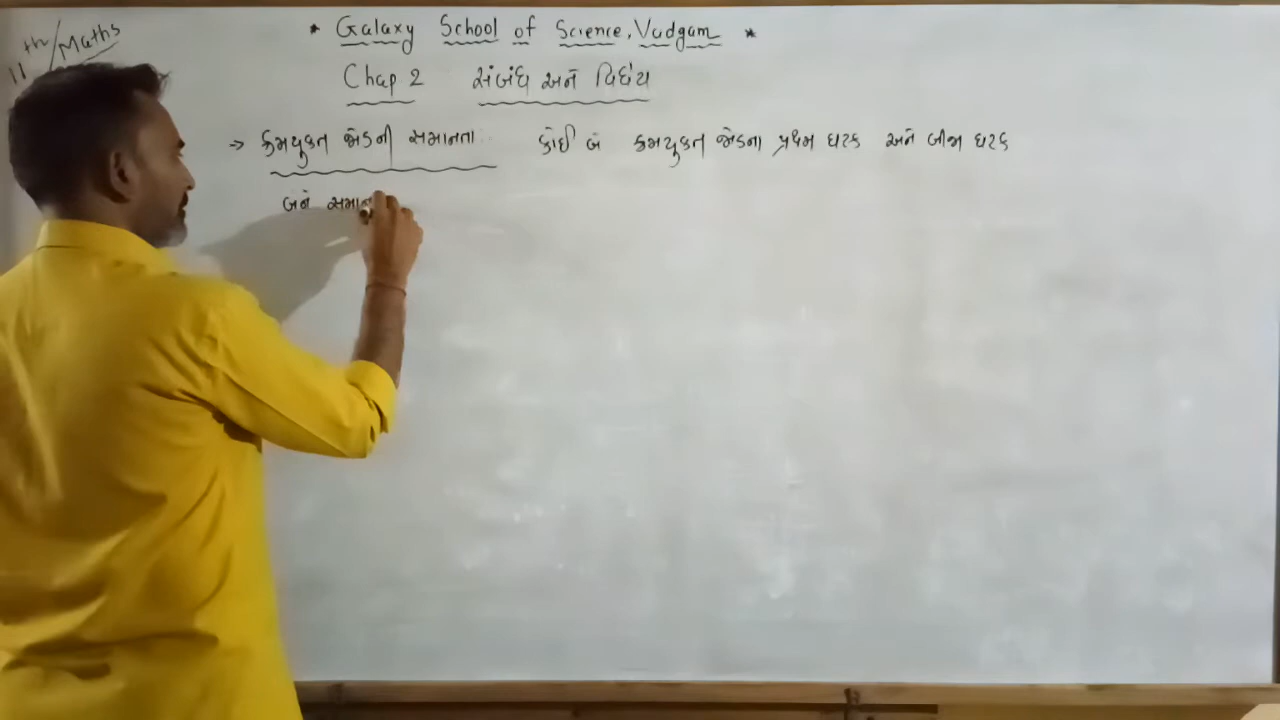 11th/Maths
* Galaxy School of Science, Vadgam *
Chap 2 સંબંધ અને વિધેય
→ ક્રમયુક્ત જોડની સમાનતા કોઈ બે ક્રમયુક્ત જોડના પ્રથમ ઘટક અને બીજા ઘટક
બંને સમાન